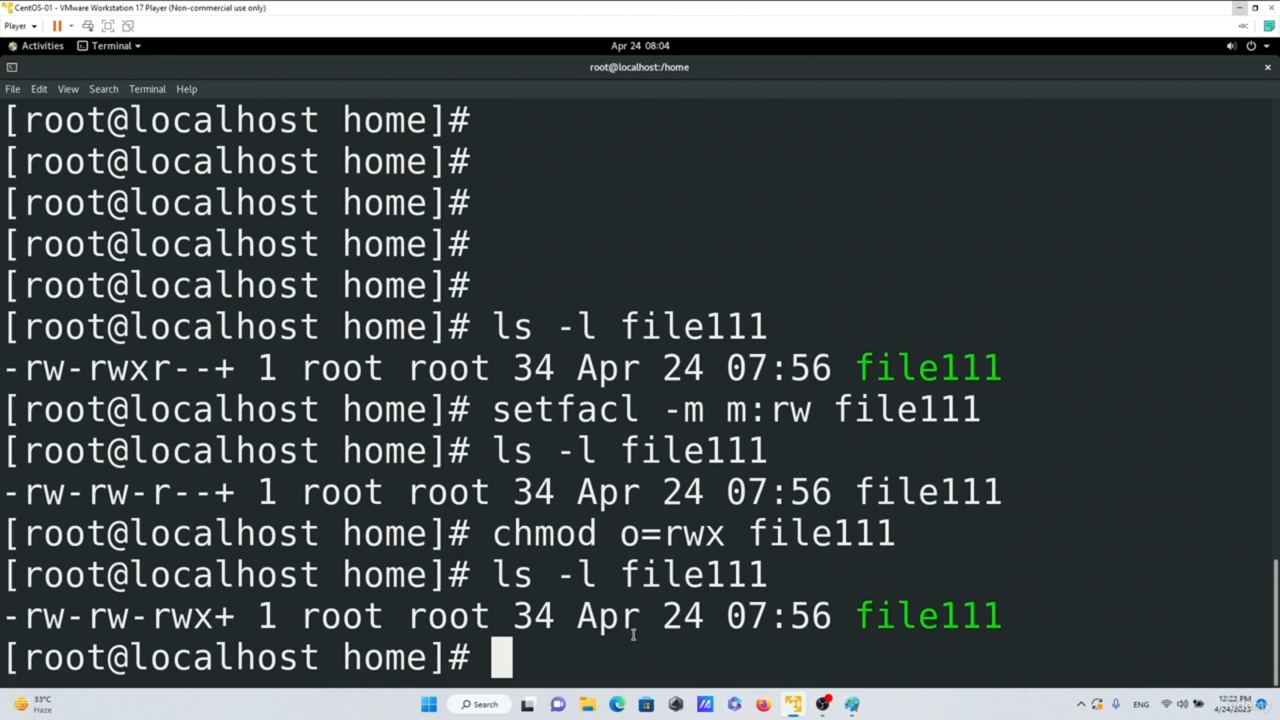 CentOS-01 - VMware Workstation 17 Player (Non-commercial use only)
Player
Activities Terminal Apr 24 08:04
root@localhost:/home
File Edit View Search Terminal Help
[root@localhost home]#
[root@localhost home]#
[root@localhost home]#
[root@localhost home]#
[root@localhost home]#
[root@localhost home]# ls -l file111
-rw-rwxr--+ 1 root root 34 Apr 24 07:56 file111
[root@localhost home]# setfacl -m m:rw file111
[root@localhost home]# ls -l file111
-rw-rw-r--+ 1 root root 34 Apr 24 07:56 file111
[root@localhost home]# chmod o=rwx file111
[root@localhost home]# ls -l file111
-rw-rw-rwx+ 1 root root 34 Apr 24 07:56 file111
[root@localhost home]#
33°C
Haze
Search
ENG
12:22 PM
4/24/2023